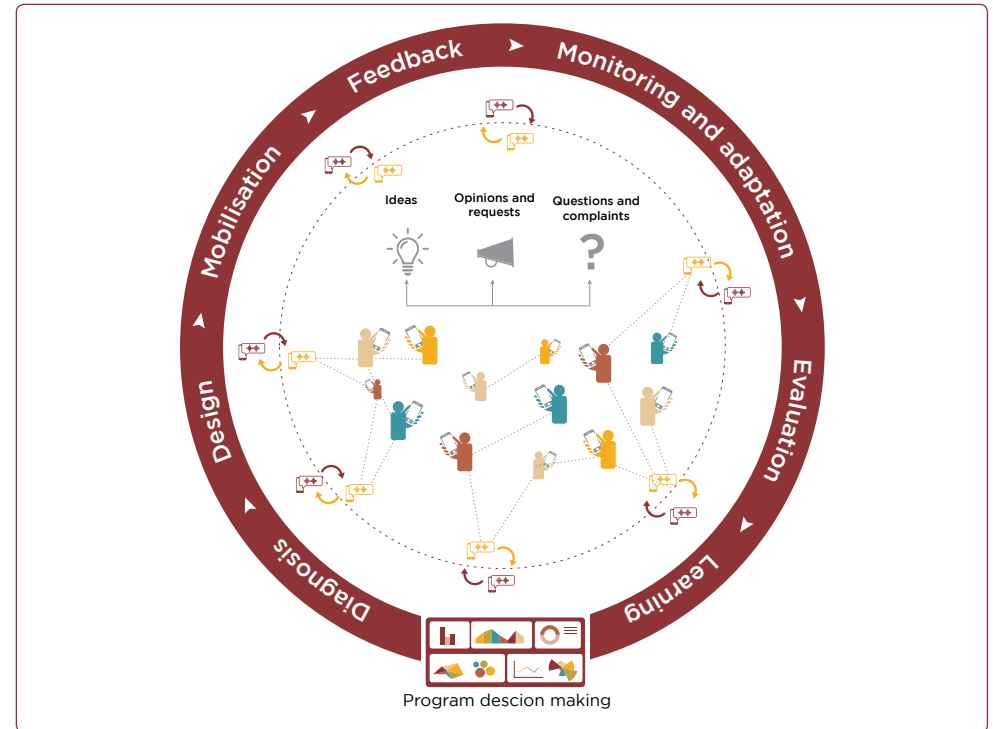 Feedback
Monitoring and adaptation
Mobilisation
Ideas
Opinions and
requests
Questions and
complaints
Design
Evaluation
Diagnosis
Learning
Program descion making